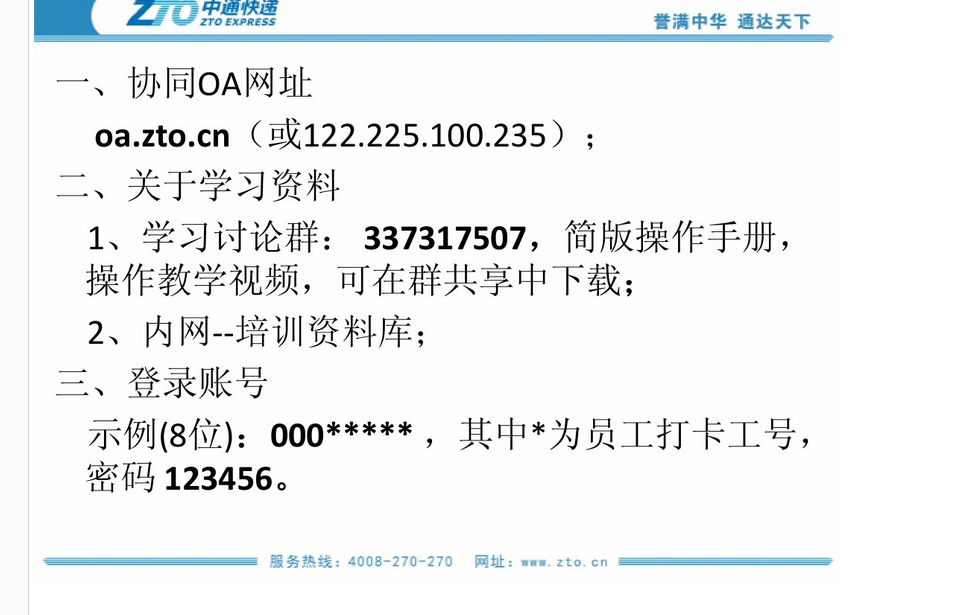 ZTO 中通快递
ZTO EXPRESS
誉满中华 通达天下
一、协同OA网址
oa.zto.cn（或122.225.100.235）；
二、关于学习资料
1、学习讨论群： 337317507，简版操作手册，
操作教学视频，可在群共享中下载；
2、内网--培训资料库；
三、登录账号
示例(8位)：000***** ，其中*为员工打卡工号，
密码 123456。
服务热线：4008-270-270 网址：www.zto.cn